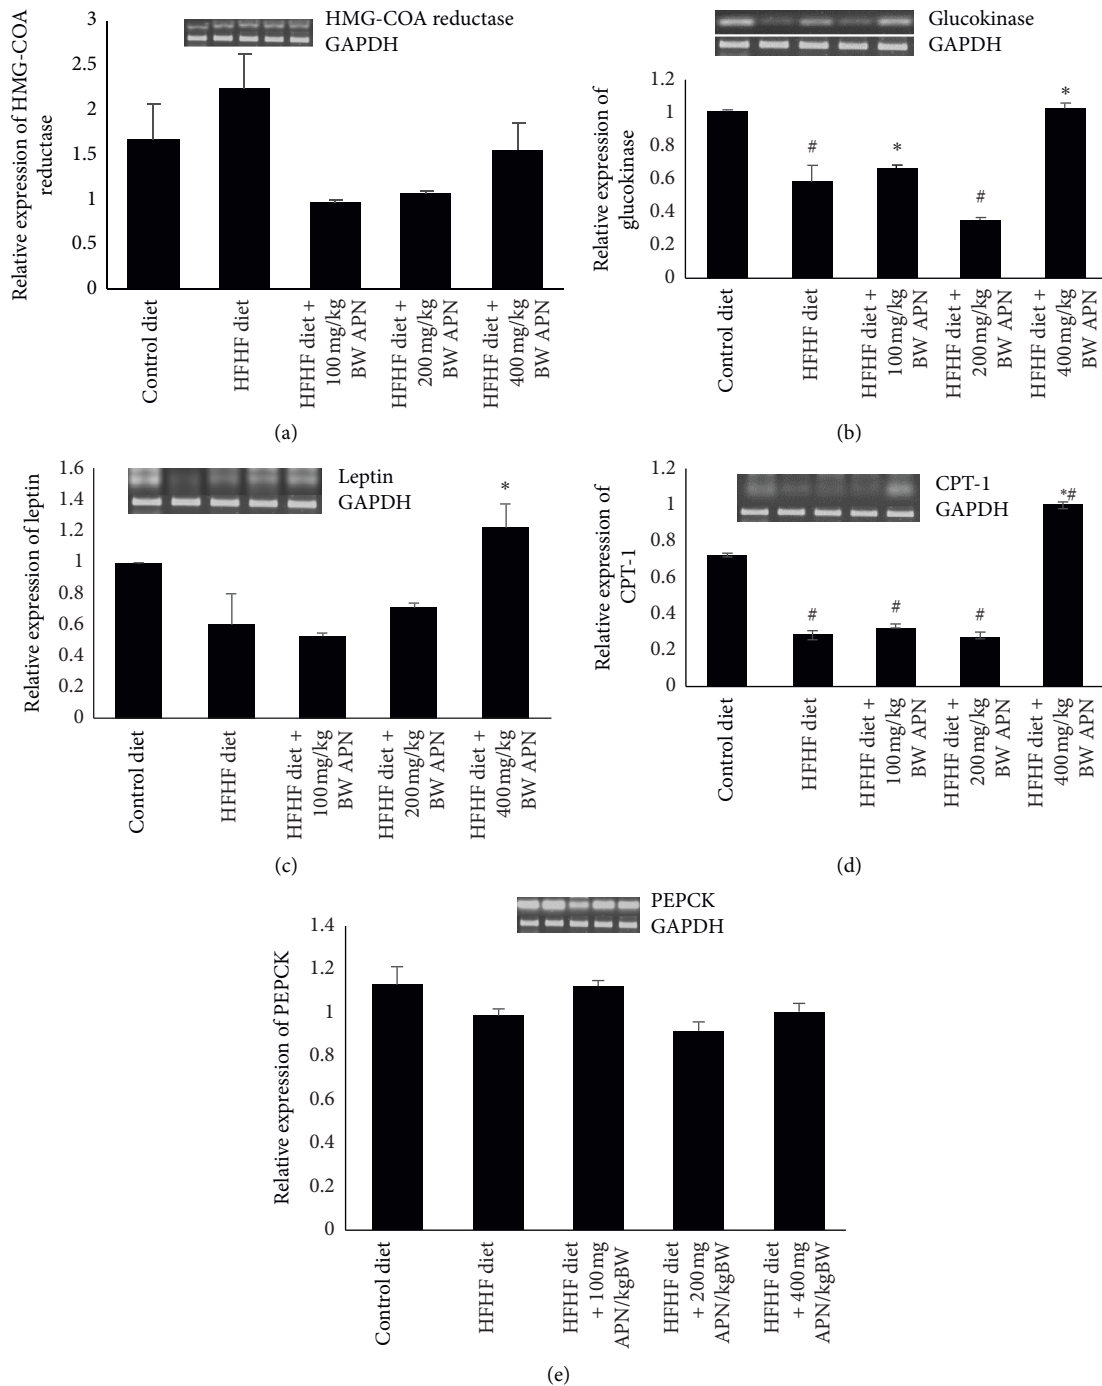 HMG-COA reductase
GAPDH
Relative expression of HMG-COA
reductase
3
2.5
2
1.5
1
0.5
0
Control diet
HFHF diet
HFHF diet +
100 mg/kg
BW APN
HFHF diet +
200 mg/kg
BW APN
HFHF diet +
400 mg/kg
BW APN
(a)
Glucokinase
GAPDH
Relative expression of
glucokinase
1.2
1
0.8
0.6
0.4
0.2
0
#
*
#
*
Control diet
HFHF diet
HFHF diet +
100 mg/kg
BW APN
HFHF diet +
200 mg/kg
BW APN
HFHF diet +
400 mg/kg
BW APN
(b)
Leptin
GAPDH
Relative expression of leptin
1.6
1.4
1.2
1
0.8
0.6
0.4
0.2
0
*
Control diet
HFHF diet
HFHF diet +
100 mg/kg
BW APN
HFHF diet +
200 mg/kg
BW APN
HFHF diet +
400 mg/kg
BW APN
(c)
CPT-1
GAPDH
Relative expression of
CPT-1
1.2
1
0.8
0.6
0.4
0.2
0
#
#
#
*#
Control diet
HFHF diet
HFHF diet +
100 mg/kg
BW APN
HFHF diet +
200 mg/kg
BW APN
HFHF diet +
400 mg/kg
BW APN
(d)
PEPCK
GAPDH
Relative expression of PEPCK
1.4
1.2
1
0.8
0.6
0.4
0.2
0
Control diet
HFHF diet
HFHF diet
+ 100 mg
APN/kgBW
HFHF diet
+ 200 mg
APN/kgBW
HFHF diet
+ 400 mg
APN/kgBW
(e)